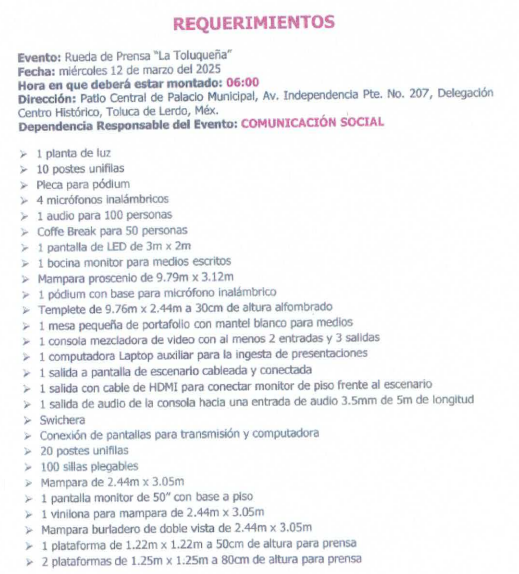 REQUERIMIENTOS
Evento: Rueda de Prensa "La Toluqueña"
Fecha: miércoles 12 de marzo del 2025
Hora en que deberá estar montado: 06:00
Dirección: Patio Central de Palacio Municipal, Av. Independencia Pte. No. 207, Delegación
Centro Histórico, Toluca de Lerdo, Méx.
Dependencia Responsable del Evento: COMUNICACIÓN SOCIAL
➢ 1 planta de luz
➢ 10 postes unifilas
➢ Pleca para pódium
➢ 4 micrófonos inalámbricos
➢ 1 audio para 100 personas
➢ Coffe Break para 50 personas
➢ 1 pantalla de LED de 3m x 2m
➢ 1 bocina monitor para medios escritos
➢ Mampara proscenio de 9.79m x 3.12m
➢ 1 pódium con base para micrófono inalámbrico
➢ Templete de 9.76m x 2.44m a 30cm de altura alfombrado
➢ 1 mesa pequeña de portafolio con mantel blanco para medios
➢ 1 consola mezcladora de video con al menos 2 entradas y 3 salidas
➢ 1 computadora Laptop auxiliar para la ingesta de presentaciones
➢ 1 salida a pantalla de escenario cableada y conectada
➢ 1 salida con cable de HDMI para conectar monitor de piso frente al escenario
➢ 1 salida de audio de la consola hacia una entrada de audio 3.5mm de 5m de longitud
➢ Swichera
➢ Conexión de pantallas para transmisión y computadora
➢ 20 postes unifilas
➢ 100 sillas plegables
➢ Mampara de 2.44m x 3.05m
➢ 1 pantalla monitor de 50" con base a piso
➢ 1 vinilona para mampara de 2.44m x 3.05m
➢ Mampara burladero de doble vista de 2.44m x 3.05m
➢ 1 plataforma de 1.22m x 1.22m a 50cm de altura para prensa
➢ 2 plataformas de 1.25m x 1.25m a 80cm de altura para prensa